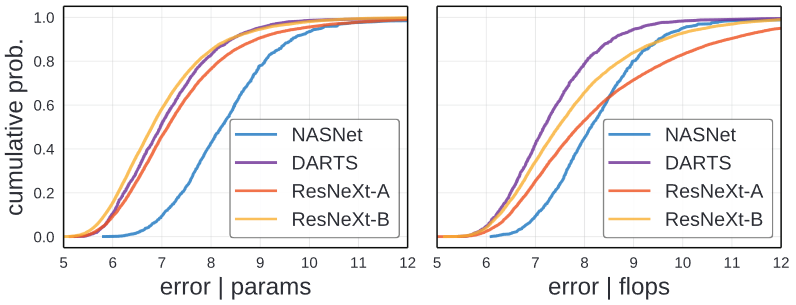 cumulative prob.
1.0
0.8
0.6
0.4
0.2
0.0
NASNet
DARTS
ResNeXt-A
ResNeXt-B
5 6 7 8 9 10 11 12
error | params
NASNet
DARTS
ResNeXt-A
ResNeXt-B
5 6 7 8 9 10 11 12
error | flops